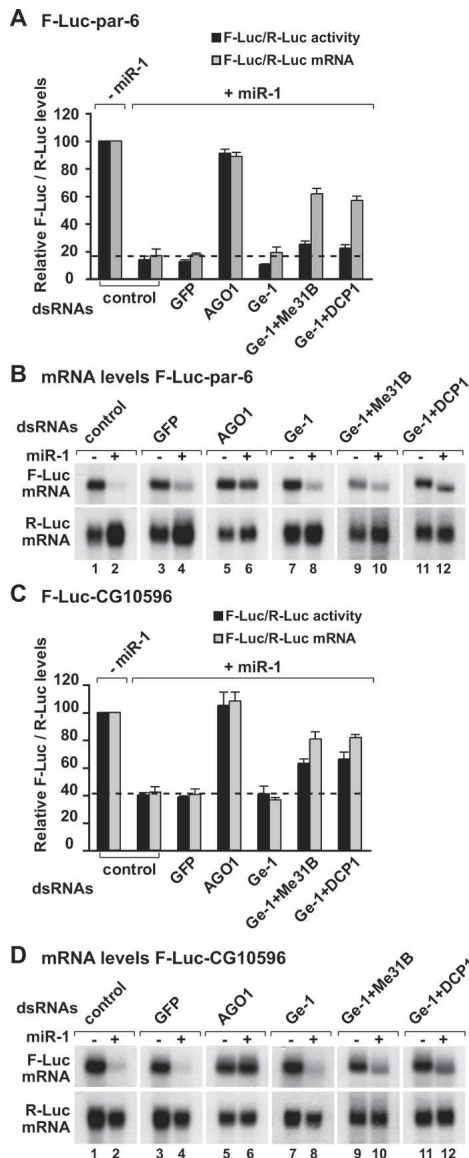 A F-Luc-par-6
F-Luc/R-Luc activity
F-Luc/R-Luc mRNA
- miR-1
+ miR-1
Relative F-Luc / R-Luc levels
120
100
80
60
40
20
0
control GFP AGO1 Ge-1 Ge-1+Me31B Ge-1+DCP1
dsRNAs
B mRNA levels F-Luc-par-6
dsRNAs control GFP AGO1 Ge-1 Ge-1+Me31B Ge-1+DCP1
miR-1 - + - + - + - + - + - +
F-Luc
mRNA
R-Luc
mRNA
1 2 3 4 5 6 7 8 9 10 11 12
C F-Luc-CG10596
F-Luc/R-Luc activity
F-Luc/R-Luc mRNA
- miR-1
+ miR-1
Relative F-Luc / R-Luc levels
120
100
80
60
40
20
0
control GFP AGO1 Ge-1 Ge-1+Me31B Ge-1+DCP1
dsRNAs
D mRNA levels F-Luc-CG10596
dsRNAs control GFP AGO1 Ge-1 Ge-1+Me31B Ge-1+DCP1
miR-1 - + - + - + - + - + - +
F-Luc
mRNA
R-Luc
mRNA
1 2 3 4 5 6 7 8 9 10 11 12